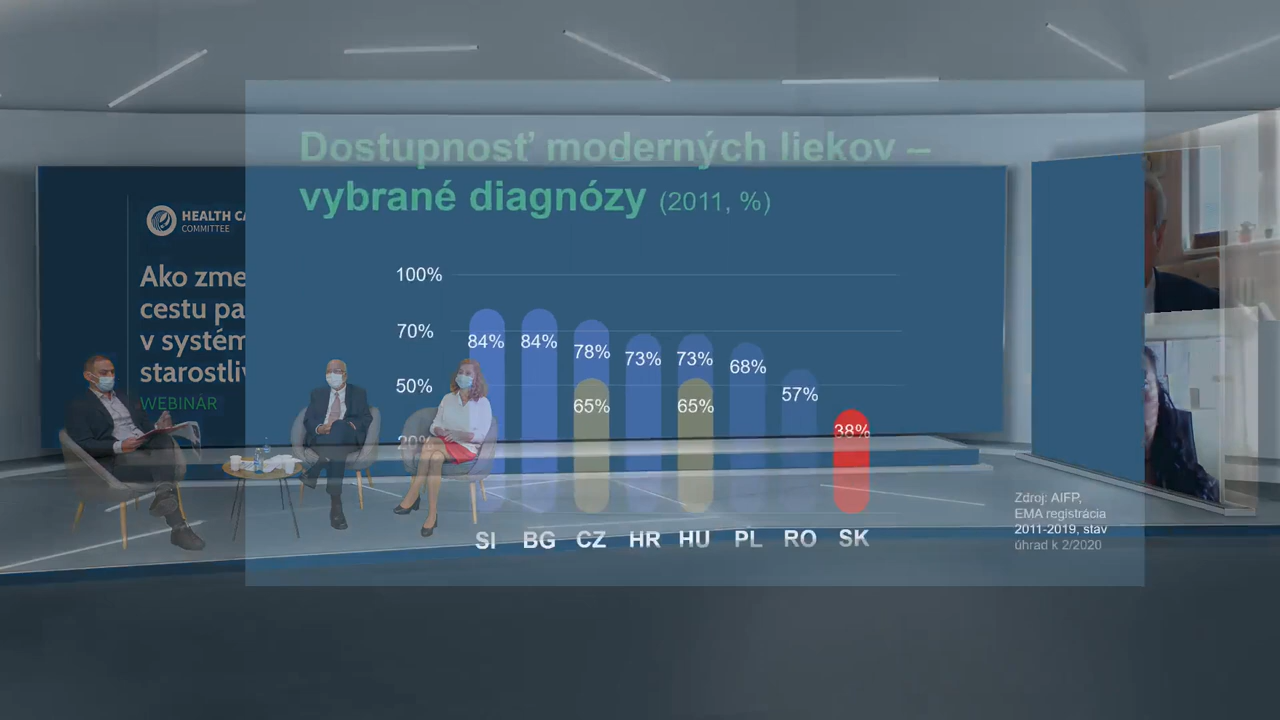 HEALTH CA
COMMITTEE
Ako zme
cestu pa
v systém
starostliv
WEBINÁR
Dostupnosť moderných liekov –
vybrané diagnózy (2011, %)
100%
70%
50%
20%
84%
84%
78%
73%
73%
68%
57%
65%
65%
38%
SI BG CZ HR HU PL RO SK
Zdroj: AIFP,
EMA registrácia
2011-2019, stav
úhrad k 2/2020